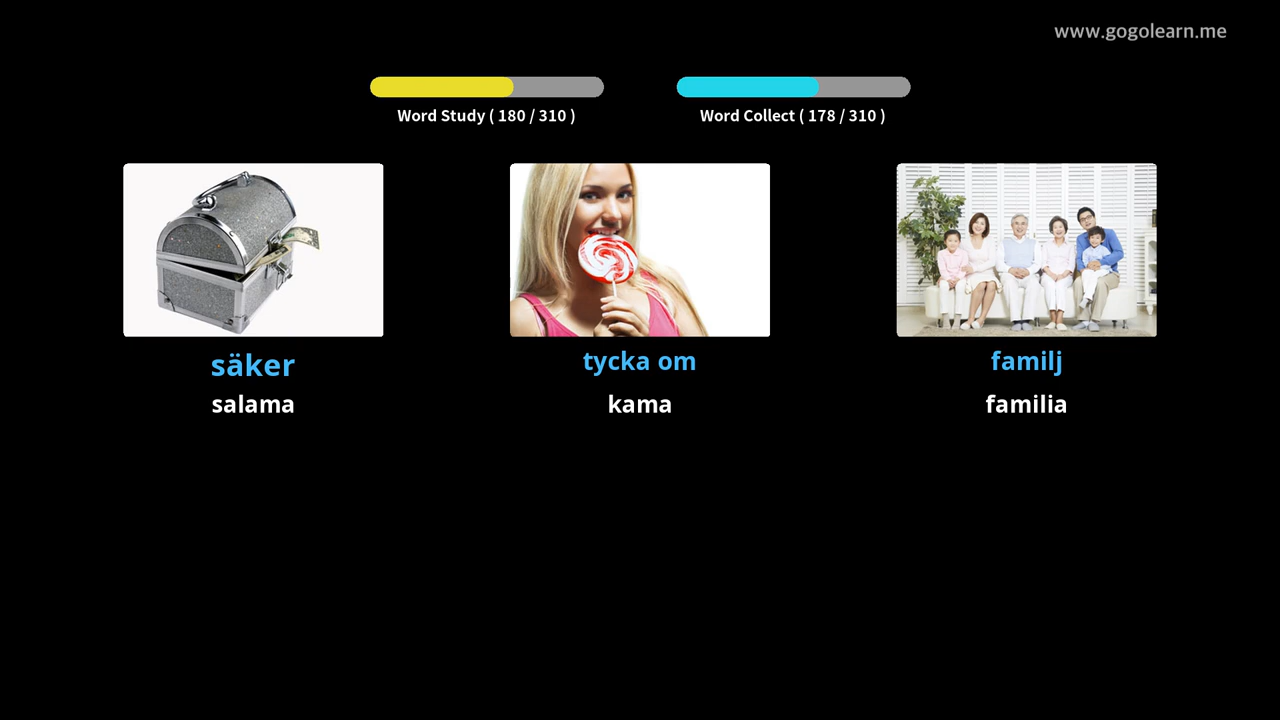 www.gogolearn.me
Word Study ( 180 / 310 )
Word Collect ( 178 / 310 )
säker
tycka om
familj
salama
kama
familia